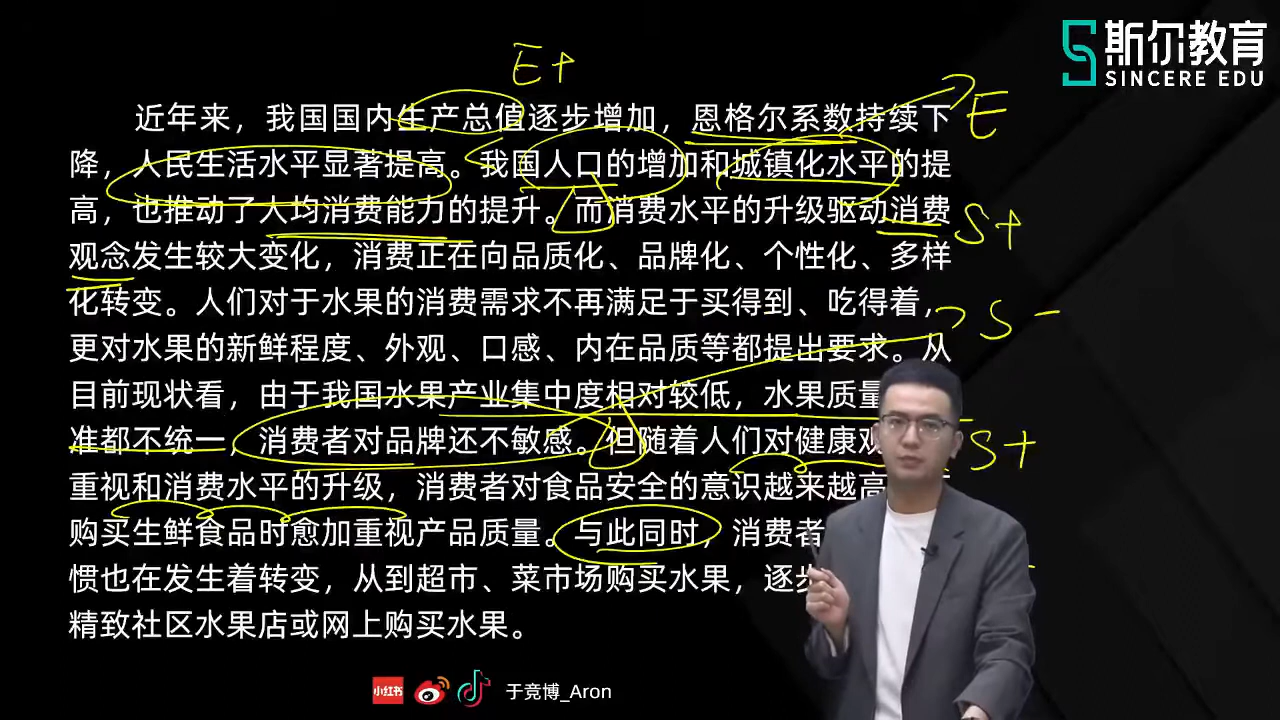 斯尔教育
SINCERE EDU
E+
近年来，我国国内生产总值逐步增加，恩格尔系数持续下
E
降，人民生活水平显著提高。我国人口的增加和城镇化水平的提
高，也推动了人均消费能力的提升。而消费水平的升级驱动消费
S+
观念发生较大变化，消费正在向品质化、品牌化、个性化、多样
化转变。人们对于水果的消费需求不再满足于买得到、吃得着，
S-
更对水果的新鲜程度、外观、口感、内在品质等都提出要求。从
目前现状看，由于我国水果产业集中度相对较低，水果质量
准都不统一，消费者对品牌还不敏感。但随着人们对健康观
S+
重视和消费水平的升级，消费者对食品安全的意识越来越高
购买生鲜食品时愈加重视产品质量。与此同时，消费者
惯也在发生着转变，从到超市、菜市场购买水果，逐步
精致社区水果店或网上购买水果。
小红书
于竞博_Aron